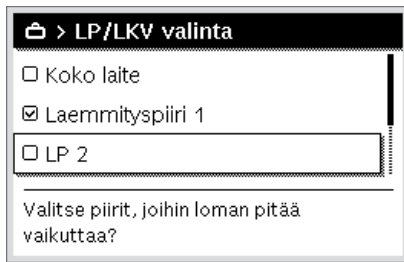 > LP/LKV valinta
Koko laite
Laemmityspiiri 1
LP 2
Valitse piirit, joihin loman pitää
vaikuttaa?